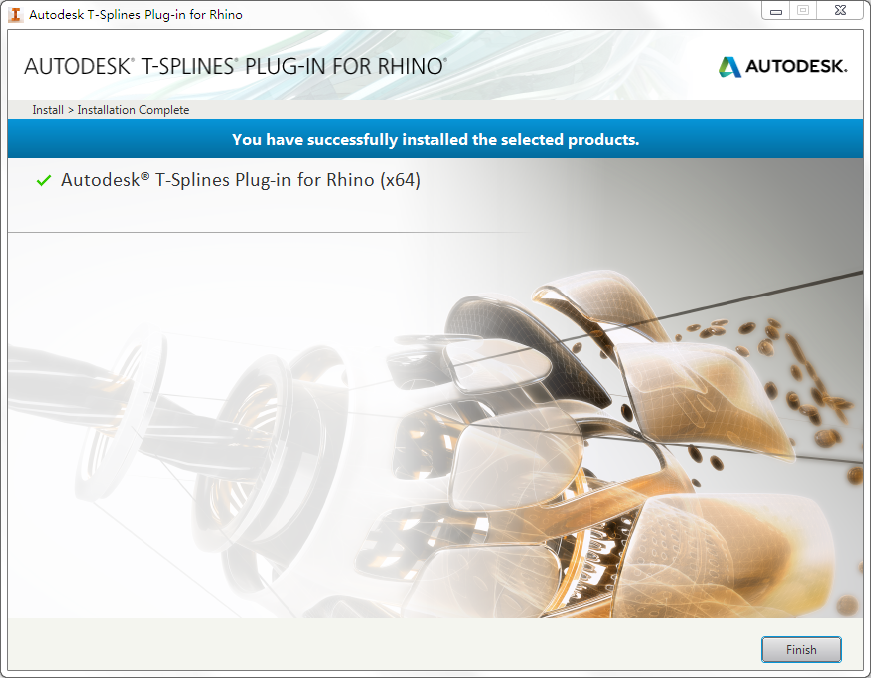 Autodesk T-Splines Plug-in for Rhino
AUTODESK® T-SPLINES® PLUG-IN FOR RHINO®
AUTODESK.
Install > Installation Complete
You have successfully installed the selected products.
Autodesk® T-Splines Plug-in for Rhino (x64)
Finish